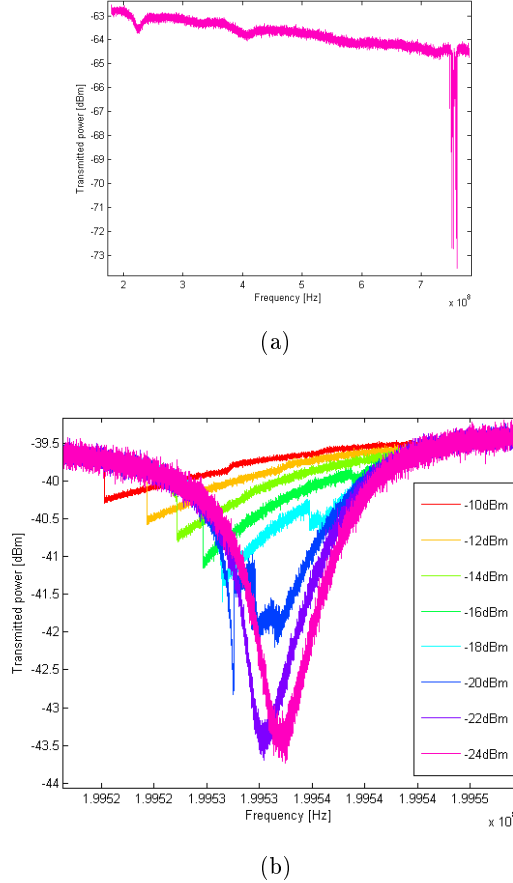 -63
-64
-65
-66
-67
-68
-69
-70
-71
-72
-73
Transmitted power [dBm]
2 3 4 5 6 7
Frequency [Hz]
x 10⁸
(a)
-39.5
-40
-40.5
-41
-41.5
-42
-42.5
-43
-43.5
-44
Transmitted power [dBm]
-10dBm
-12dBm
-14dBm
-16dBm
-18dBm
-20dBm
-22dBm
-24dBm
1.9952 1.9952 1.9953 1.9953 1.9954 1.9954 1.9955
Frequency [Hz]
(b)